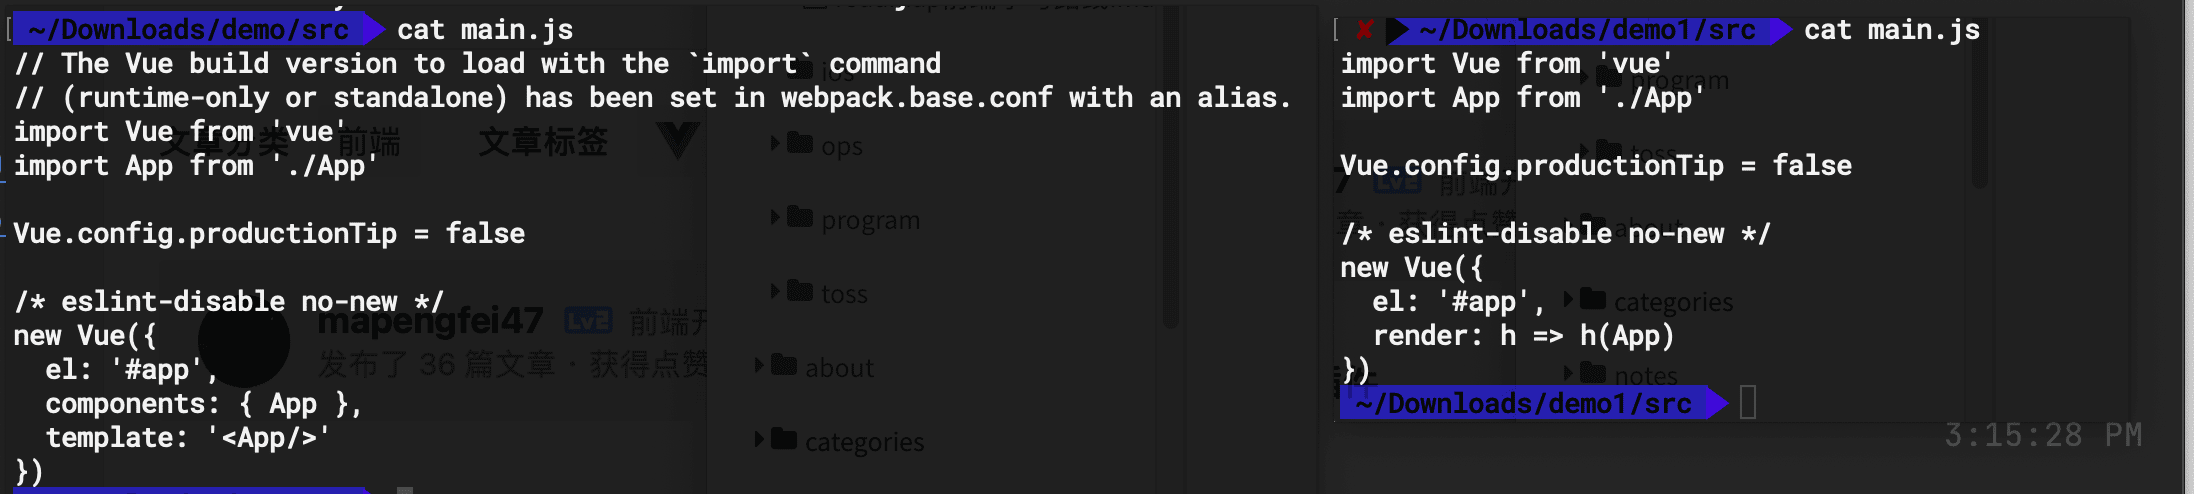 ~/Downloads/demo/src cat main.js
// The Vue build version to load with the `import` command
// (runtime-only or standalone) has been set in webpack.base.conf with an alias.
import Vue from 'vue'
import App from './App'
Vue.config.productionTip = false
/* eslint-disable no-new */
new Vue({
  el: '#app',
  components: { App },
  template: '<App/>'
})
✘ ~/Downloads/demo1/src cat main.js
import Vue from 'vue'
import App from './App'
Vue.config.productionTip = false
/* eslint-disable no-new */
new Vue({
  el: '#app',
  render: h => h(App)
})
~/Downloads/demo1/src
3:15:28 PM
文章分类
前端
文章标签
mapengfei47 Lv2 前端开
发布了 36 篇文章 · 获得点赞
ios
ops
program
toss
about
categories
program
toss
about
categories
notes